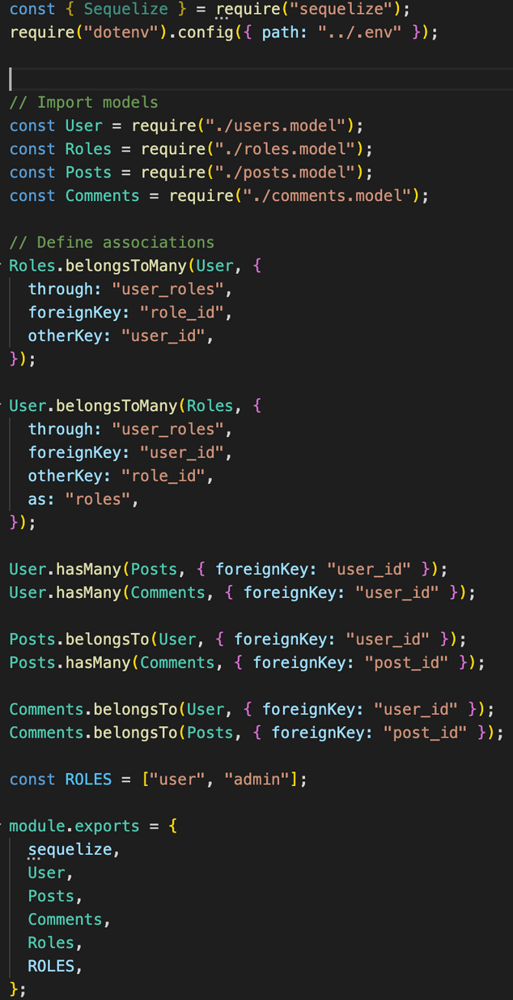 const { Sequelize } = require("sequelize");
require("dotenv").config({ path: "../.env" });
// Import models
const User = require("./users.model");
const Roles = require("./roles.model");
const Posts = require("./posts.model");
const Comments = require("./comments.model");
// Define associations
Roles.belongsToMany(User, {
  through: "user_roles",
  foreignKey: "role_id",
  otherKey: "user_id",
});
User.belongsToMany(Roles, {
  through: "user_roles",
  foreignKey: "user_id",
  otherKey: "role_id",
  as: "roles",
});
User.hasMany(Posts, { foreignKey: "user_id" });
User.hasMany(Comments, { foreignKey: "user_id" });
Posts.belongsTo(User, { foreignKey: "user_id" });
Posts.hasMany(Comments, { foreignKey: "post_id" });
Comments.belongsTo(User, { foreignKey: "user_id" });
Comments.belongsTo(Posts, { foreignKey: "post_id" });
const ROLES = ["user", "admin"];
module.exports = {
  sequelize,
  User,
  Posts,
  Comments,
  Roles,
  ROLES,
};